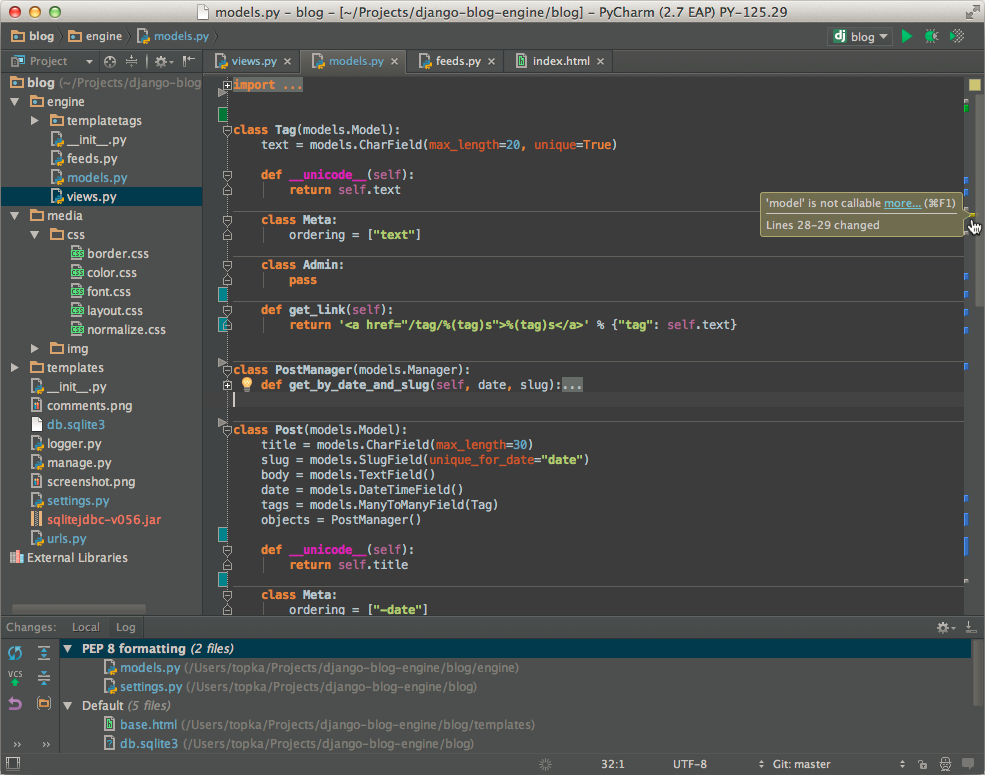 models.py – blog – [~/Projects/django-blog-engine/blog] – PyCharm (2.7 EAP) PY-125.29
blog engine models.py
dj blog
Project
views.py models.py feeds.py index.html
blog (~/Projects/django-blog
engine
templatetags
__init__.py
feeds.py
models.py
views.py
media
css
border.css
color.css
font.css
layout.css
normalize.css
img
templates
__init__.py
comments.png
db.sqlite3
logger.py
manage.py
screenshot.png
settings.py
sqlitejdbc-v056.jar
urls.py
External Libraries
import ...
class Tag(models.Model):
text = models.CharField(max_length=20, unique=True)
def __unicode__(self):
return self.text
class Meta:
ordering = ["text"]
class Admin:
pass
def get_link(self):
return '<a href="/tag/%(tag)s">%(tag)s</a>' % {"tag": self.text}
class PostManager(models.Manager):
def get_by_date_and_slug(self, date, slug):...
class Post(models.Model):
title = models.CharField(max_length=30)
slug = models.SlugField(unique_for_date="date")
body = models.TextField()
date = models.DateTimeField()
tags = models.ManyToManyField(Tag)
objects = PostManager()
def __unicode__(self):
return self.title
class Meta:
ordering = ["-date"]
'model' is not callable more... (⌘F1)
Lines 28–29 changed
Changes: Local Log
VCS
PEP 8 formatting (2 files)
models.py (/Users/topka/Projects/django-blog-engine/blog/engine)
settings.py (/Users/topka/Projects/django-blog-engine/blog)
Default (5 files)
base.html (/Users/topka/Projects/django-blog-engine/blog/templates)
db.sqlite3 (/Users/topka/Projects/django-blog-engine/blog)
32:1 UTF-8 Git: master